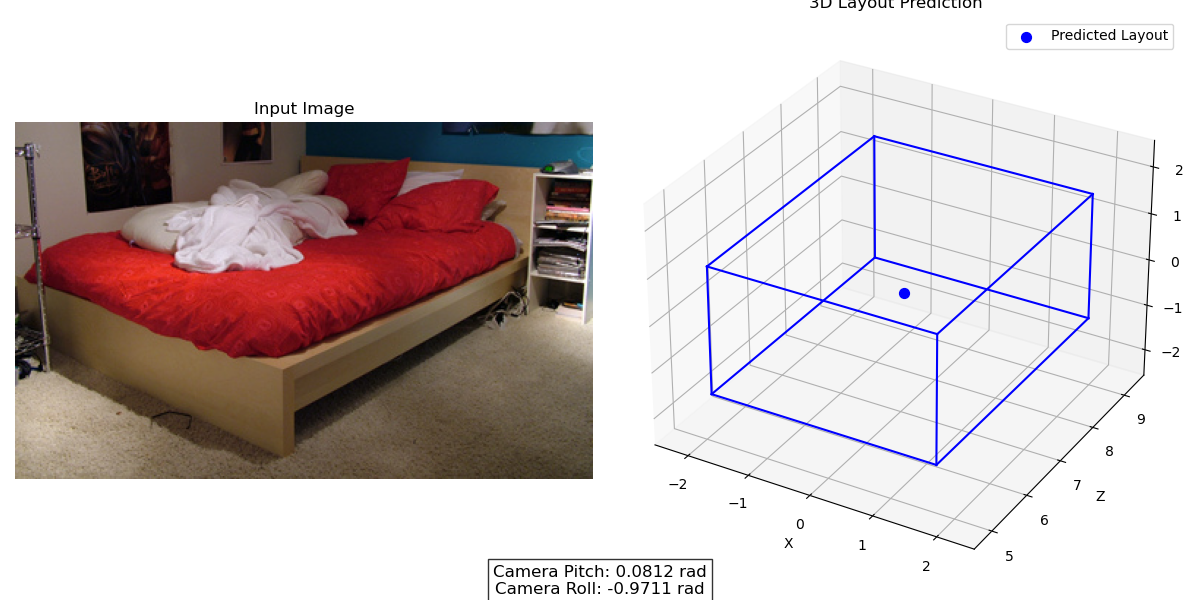 3D Layout Prediction
Predicted Layout
Input Image
2
1
0
−1
−2
9
8
7
6
5
Z
−2
−1
0
1
2
X
Camera Pitch: 0.0812 rad
Camera Roll: -0.9711 rad